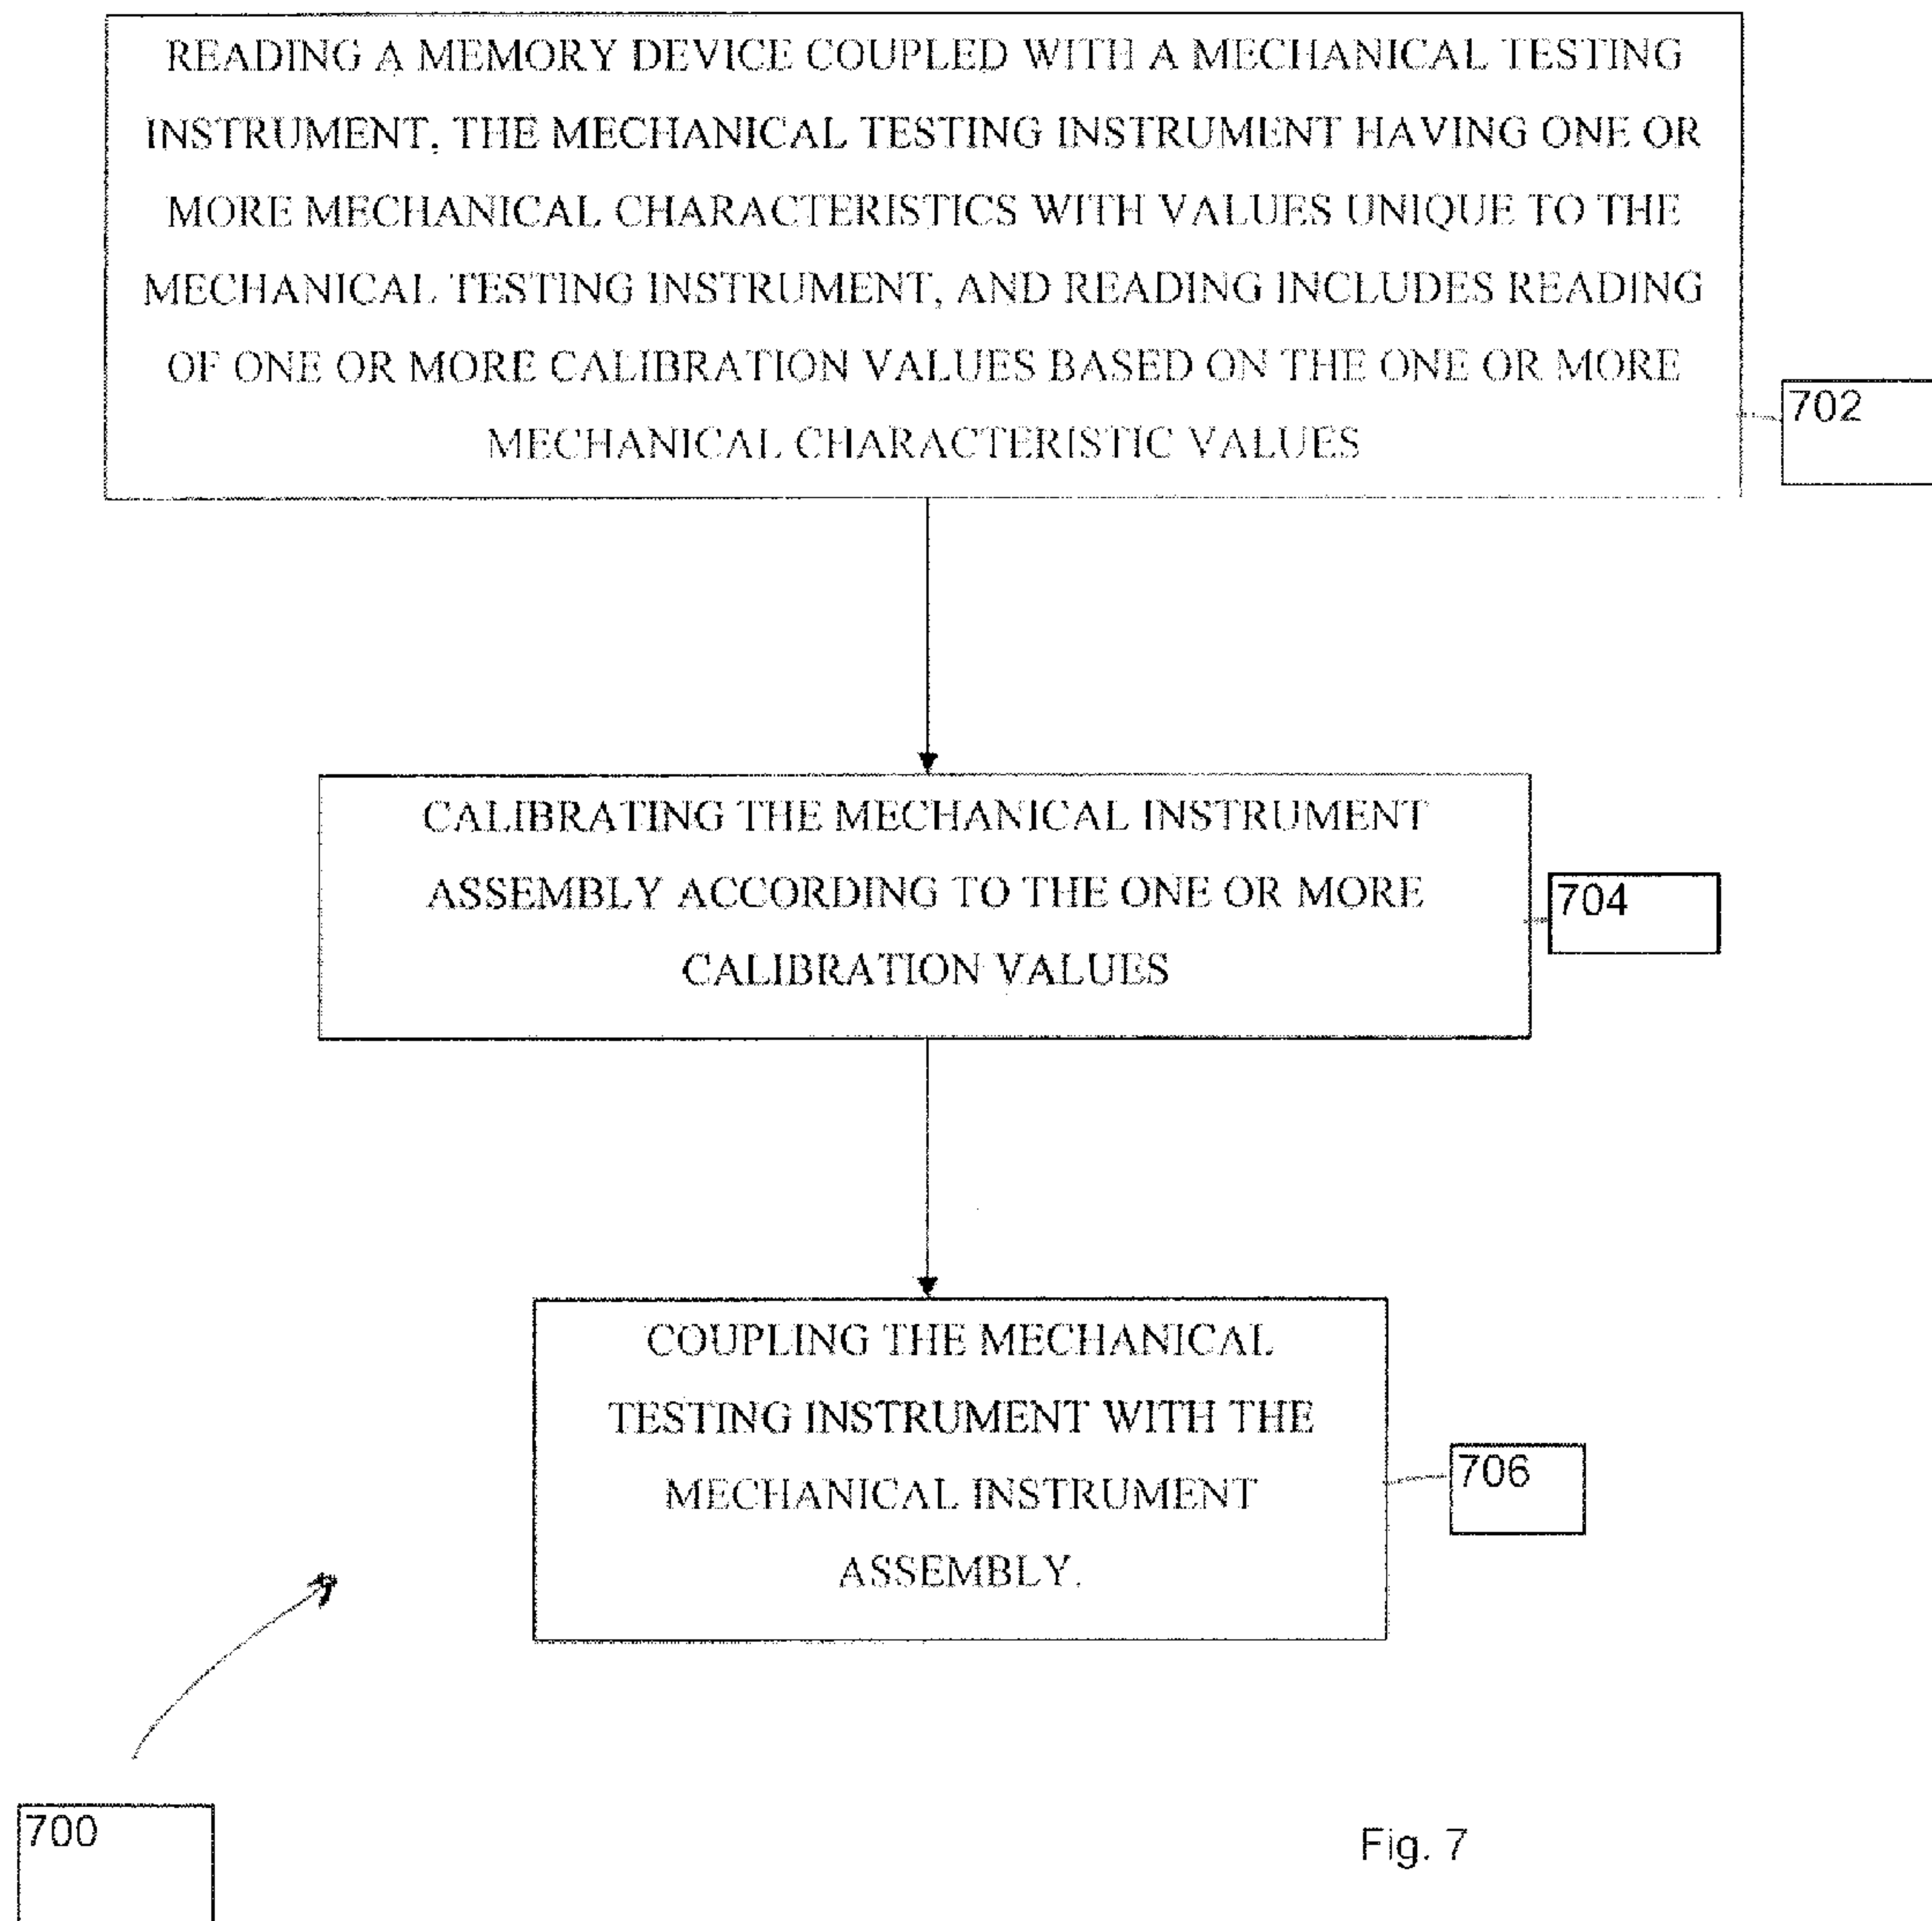 READING A MEMORY DEVICE COUPLED WITH A MECHANICAL TESTING
INSTRUMENT, THE MECHANICAL TESTING INSTRUMENT HAVING ONE OR
MORE MECHANICAL CHARACTERISTICS WITH VALUES UNIQUE TO THE
MECHANICAL TESTING INSTRUMENT, AND READING INCLUDES READING
OF ONE OR MORE CALIBRATION VALUES BASED ON THE ONE OR MORE
MECHANICAL CHARACTERISTIC VALUES
702
CALIBRATING THE MECHANICAL INSTRUMENT
ASSEMBLY ACCORDING TO THE ONE OR MORE
CALIBRATION VALUES
704
COUPLING THE MECHANICAL
TESTING INSTRUMENT WITH THE
MECHANICAL INSTRUMENT
ASSEMBLY.
706
700
Fig. 7